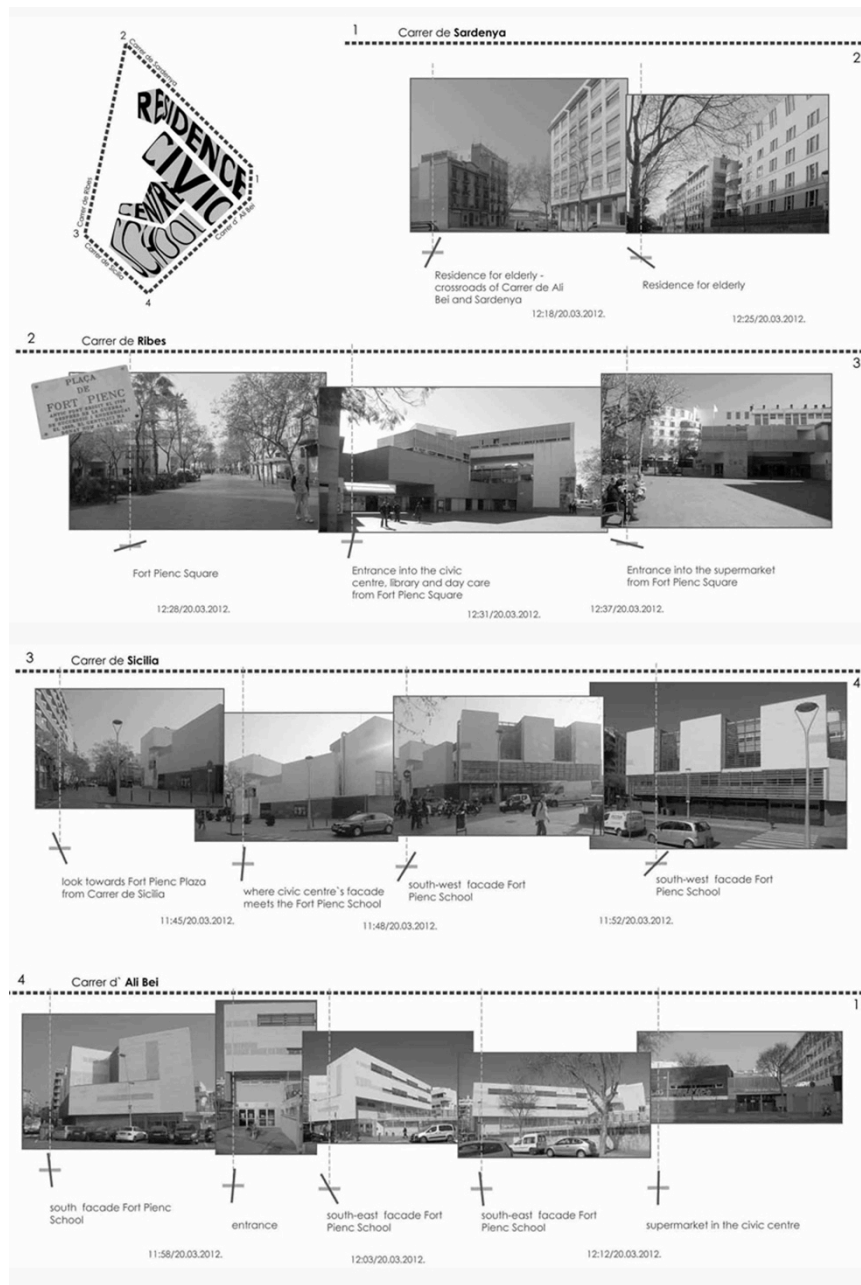 2
Carrer de Sardenya
RESIDENCE
CIVIC
CENTRE
SCHOOL
1
Carrer de Ribes
Carrer d` Ali Bei
3
Carrer de Sicilia
4
1 Carrer de Sardenya
2
Residence for elderly -
crossroads of Carrer de Ali
Bei and Sardenya
12:18/20.03.2012.
Residence for elderly
12:25/20.03.2012.
2 Carrer de Ribes
3
PLAÇA
DE
FORT PIENC
Fort Pienc Square
12:28/20.03.2012.
Entrance into the civic
centre, library and day care
from Fort Pienc Square
12:31/20.03.2012.
Entrance into the supermarket
from Fort Pienc Square
12:37/20.03.2012.
3 Carrer de Sicilia
4
look towards Fort Pienc Plaza
from Carrer de Sicilia
11:45/20.03.2012.
where civic centre`s facade
meets the Fort Pienc School
11:48/20.03.2012.
south-west facade Fort
Pienc School
11:52/20.03.2012.
south-west facade Fort
Pienc School
4 Carrer d` Ali Bei
1
south facade Fort Pienc
School
11:58/20.03.2012.
entrance
south-east facade Fort
Pienc School
12:03/20.03.2012.
south-east facade Fort
Pienc School
12:12/20.03.2012.
supermarket in the civic centre